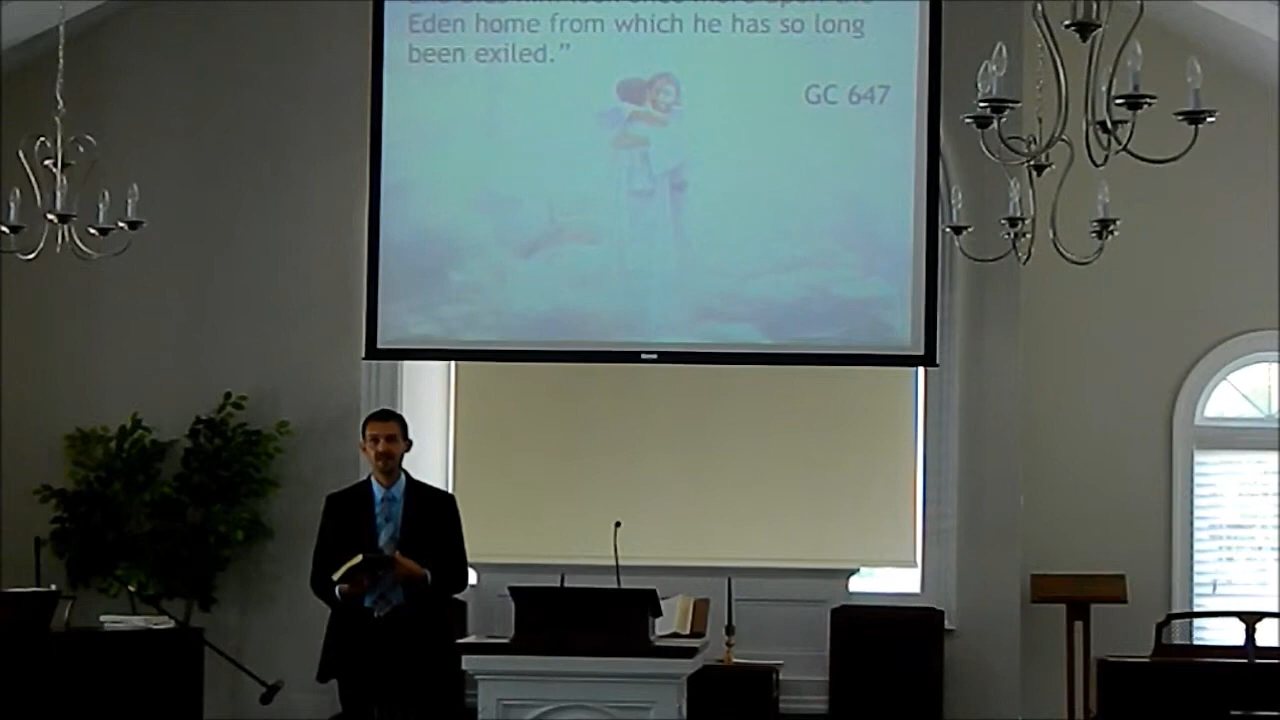 Eden home from which he has so long
been exiled.”
GC 647